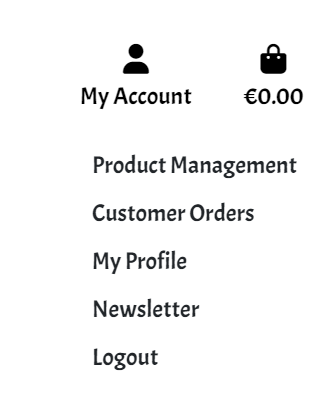 My Account €0.00
Product Management
Customer Orders
My Profile
Newsletter
Logout